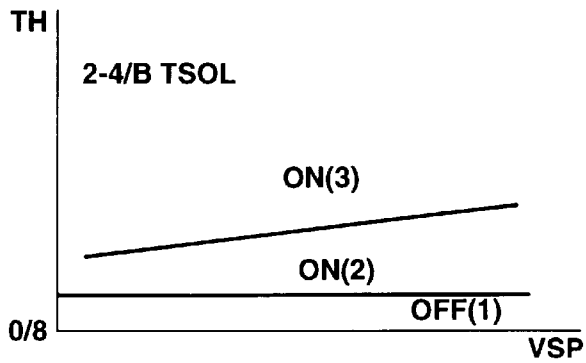 TH
2-4/B TSOL
ON(3)
ON(2)
OFF(1)
0/8
VSP